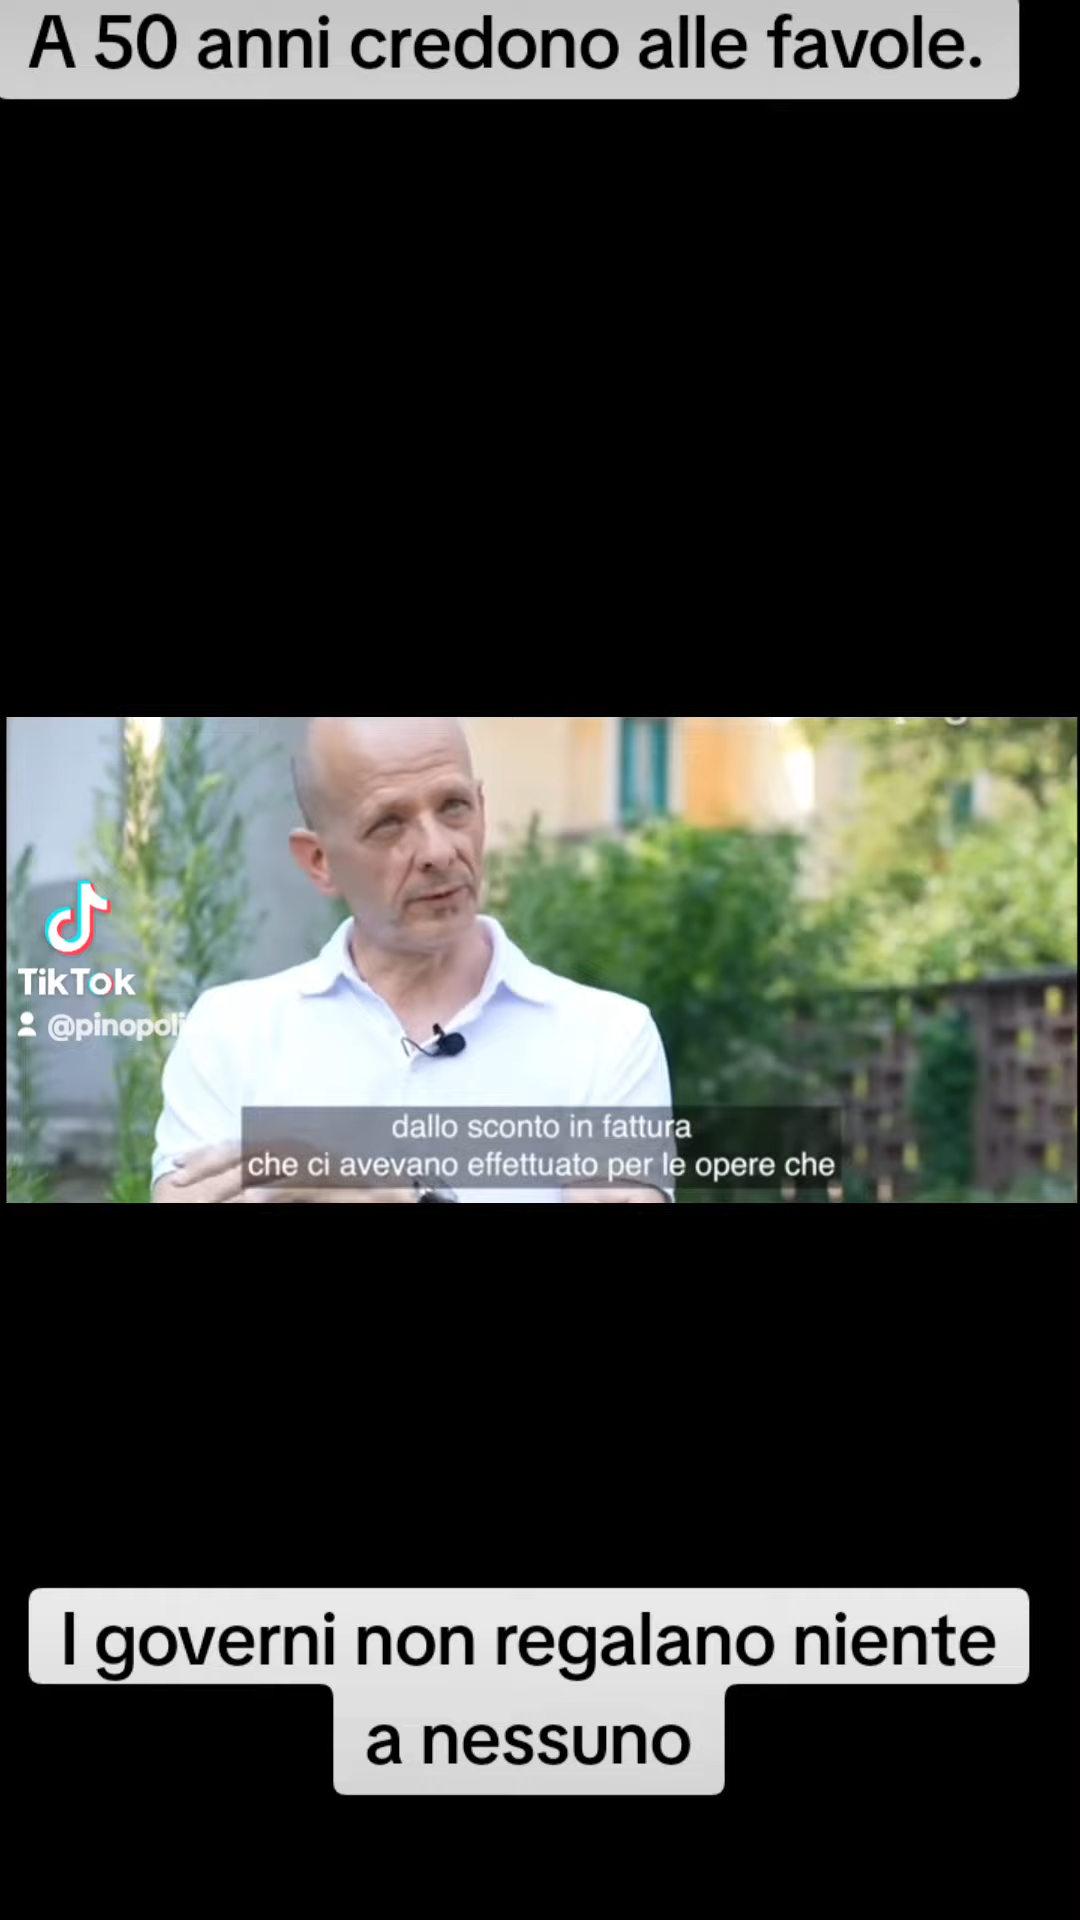 A 50 anni credono alle favole.
TikTok
@pinopoli
dallo sconto in fattura
che ci avevano effettuato per le opere che
I governi non regalano niente
a nessuno